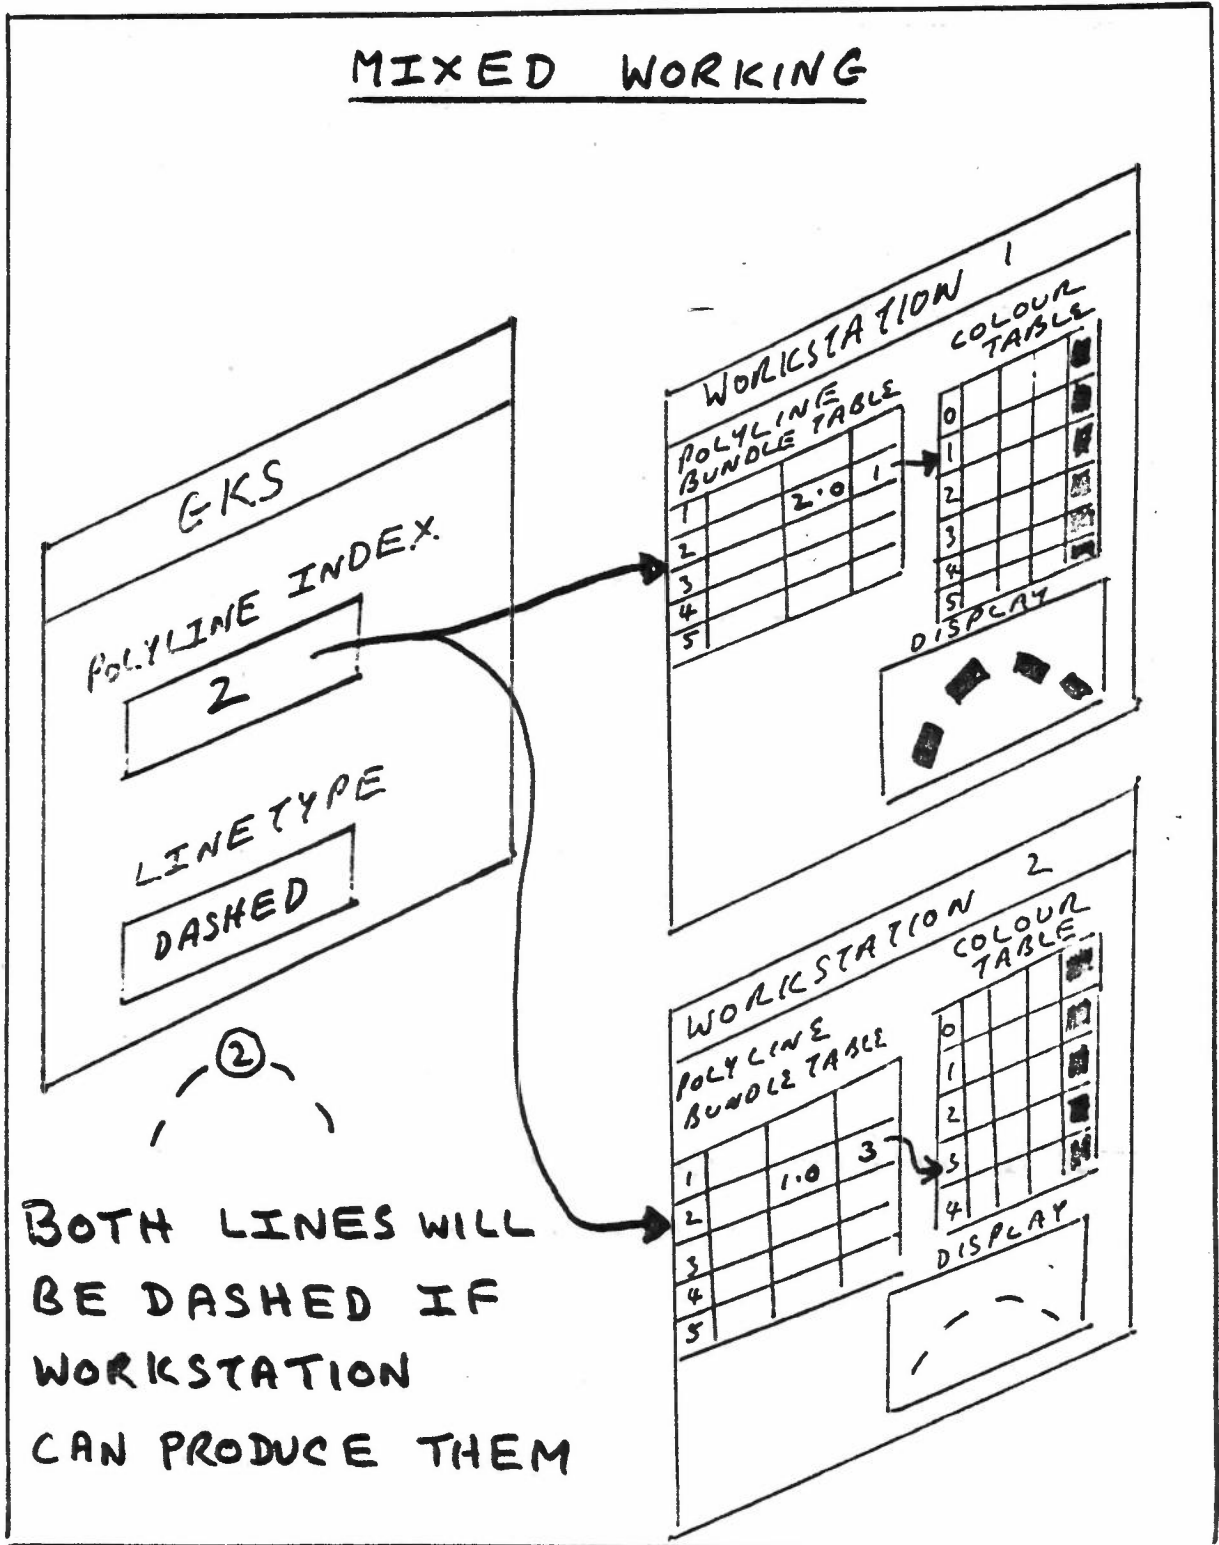 MIXED WORKING
GKS
POLYLINE INDEX
2
LINETYPE
DASHED
2
BOTH LINES WILL
BE DASHED IF
WORKSTATION
CAN PRODUCE THEM
WORKSTATION 1
POLYLINE
BUNDLE TABLE
1
2.0 1
2
3
4
5
COLOUR
TABLE
0
1
2
3
4
5
DISPLAY
WORKSTATION 2
POLYLINE
BUNDLE TABLE
1
1.0 3
2
3
4
5
COLOUR
TABLE
0
1
2
3
4
DISPLAY